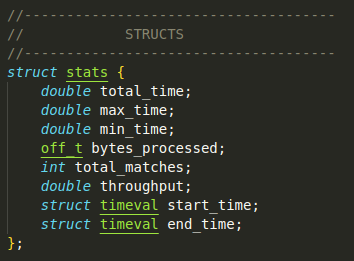 //-------------------------------------
//            STRUCTS
//-------------------------------------
struct stats {
    double total_time;
    double max_time;
    double min_time;
    off_t bytes_processed;
    int total_matches;
    double throughput;
    struct timeval start_time;
    struct timeval end_time;
};